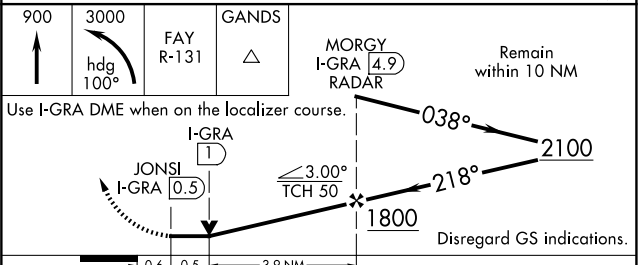 900
3000
hdg
100°
FAY
R-131
GANDS
MORGY
I-GRA 4.9
RADAR
Remain
within 10 NM
Use I-GRA DME when on the localizer course.
I-GRA
1
038°
2100
JONSI
I-GRA 0.5
3.00°
TCH 50
218°
1800
Disregard GS indications.
0.6
0.5
3.9 NM